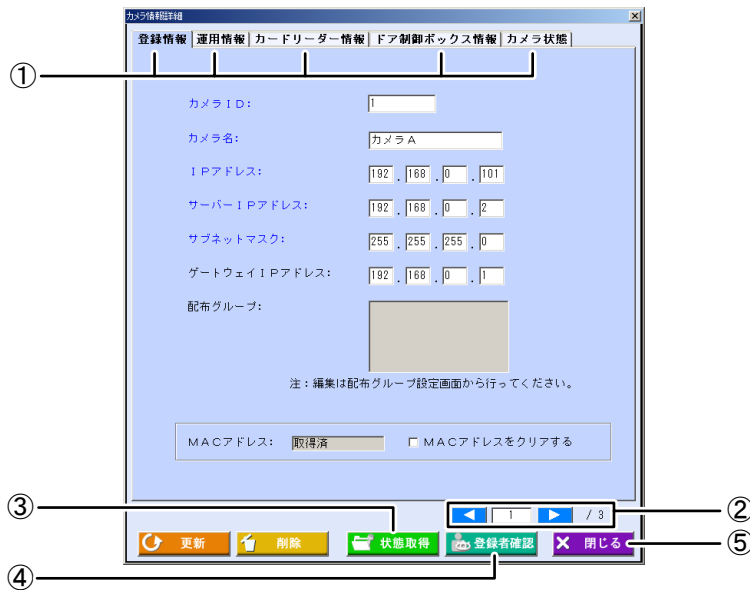 カメラ情報詳細
登録情報 運用情報 カードリーダー情報 ドア制御ボックス情報 カメラ状態
①
カメラID: 1
カメラ名: カメラA
IPアドレス: 192 . 168 . 0 . 101
サーバーIPアドレス: 192 . 168 . 0 . 2
サブネットマスク: 255 . 255 . 255 . 0
ゲートウェイIPアドレス: 192 . 168 . 0 . 1
配布グループ:
注:編集は配布グループ設定画面から行ってください。
MACアドレス: 取得済 MACアドレスをクリアする
③ 1 / 3 ②
更新 削除 状態取得 登録者確認 閉じる ⑤
④